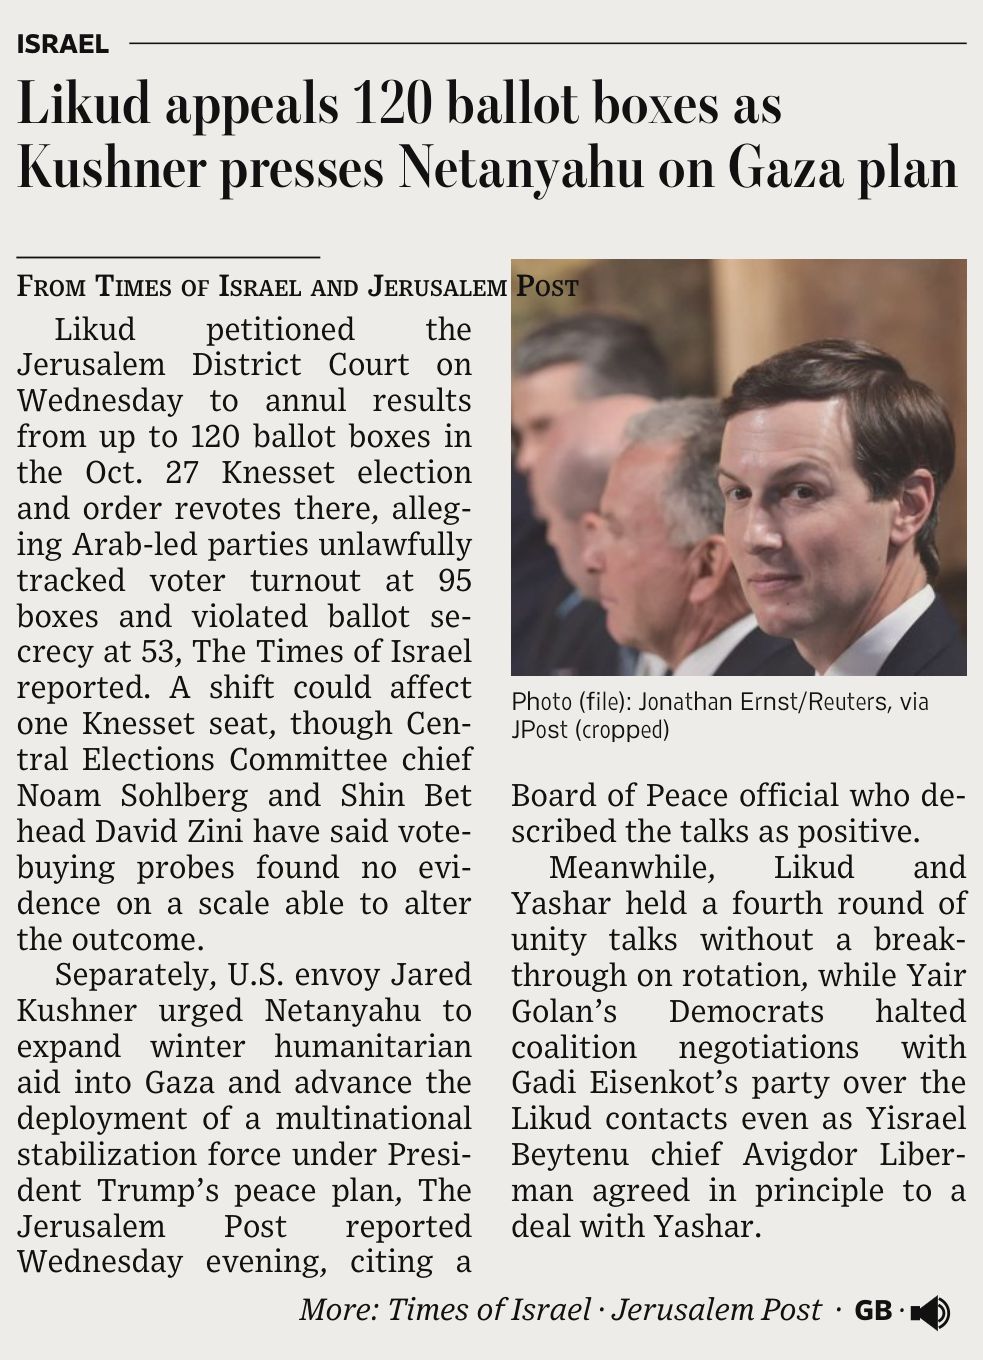 ISRAEL
Likud appeals 120 ballot boxes as
Kushner presses Netanyahu on Gaza plan
From Times of Israel and Jerusalem Post
Likud petitioned the
Jerusalem District Court on
Wednesday to annul results
from up to 120 ballot boxes in
the Oct. 27 Knesset election
and order revotes there, alleg-
ing Arab-led parties unlawfully
tracked voter turnout at 95
boxes and violated ballot se-
crecy at 53, The Times of Israel
reported. A shift could affect
one Knesset seat, though Cen-
tral Elections Committee chief
Noam Sohlberg and Shin Bet
head David Zini have said vote-
buying probes found no evi-
dence on a scale able to alter
the outcome.
Separately, U.S. envoy Jared
Kushner urged Netanyahu to
expand winter humanitarian
aid into Gaza and advance the
deployment of a multinational
stabilization force under Presi-
dent Trump’s peace plan, The
Jerusalem Post reported
Wednesday evening, citing a
Photo (file): Jonathan Ernst/Reuters, via
JPost (cropped)
Board of Peace official who de-
scribed the talks as positive.
Meanwhile, Likud and
Yashar held a fourth round of
unity talks without a break-
through on rotation, while Yair
Golan’s Democrats halted
coalition negotiations with
Gadi Eisenkot’s party over the
Likud contacts even as Yisrael
Beytenu chief Avigdor Liber-
man agreed in principle to a
deal with Yashar.
More: Times of Israel · Jerusalem Post · GB ·